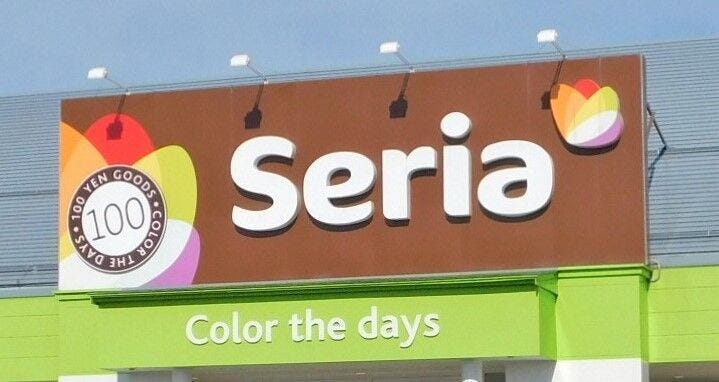 100 YEN GOODS • COLOR THE DAYS •
100
Seria
Color the days